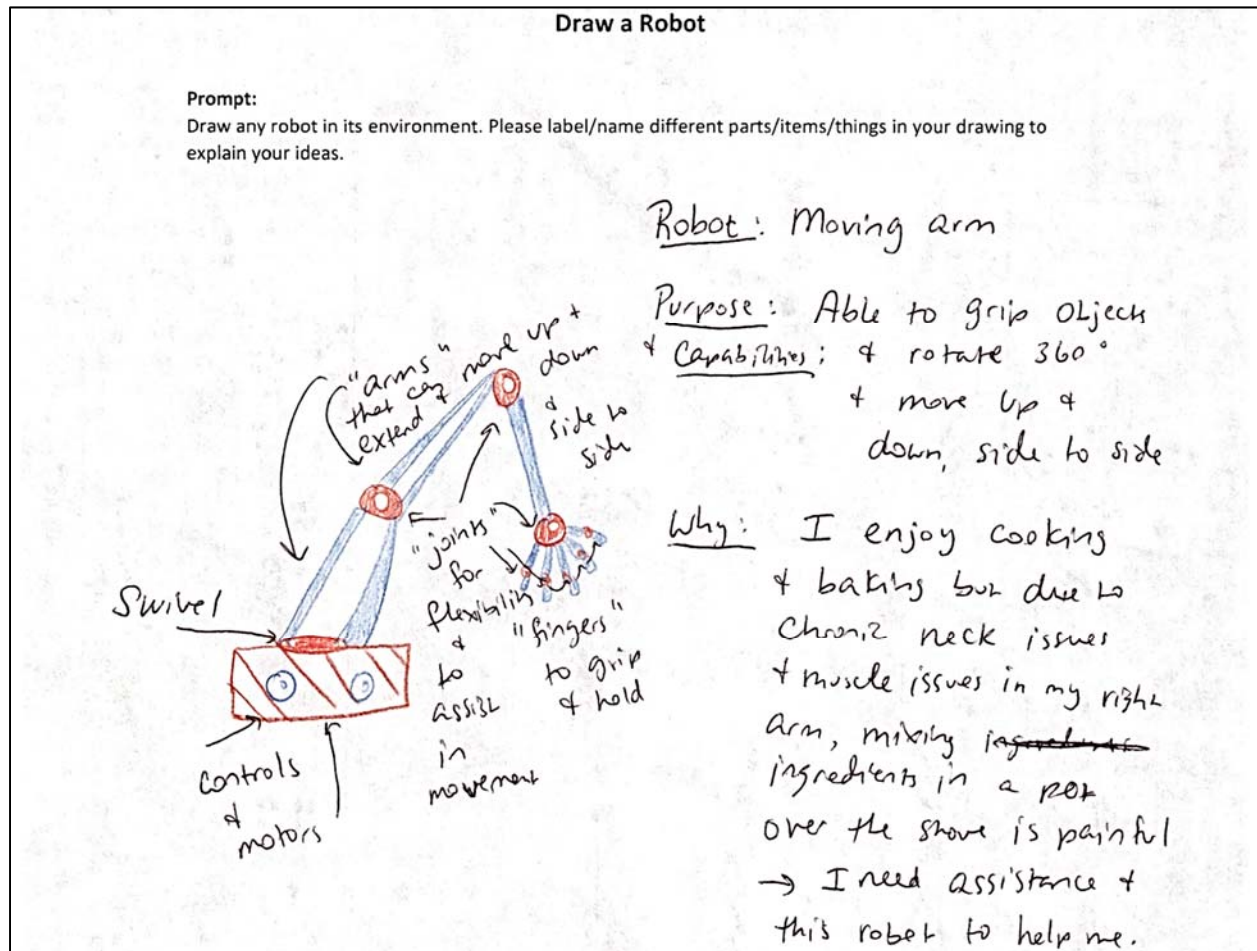 Draw a Robot
Prompt:
Draw any robot in its environment. Please label/name different parts/items/things in your drawing to
explain your ideas.
Robot: Moving arm
Purpose: Able to grip objects
& Capabilities: & rotate 360°
& move up &
down, side to side
Why: I enjoy cooking
& baking but due to
chronic neck issues
& muscle issues in my right
arm, mixing
ingredients in a pot
over the stove is painful
→ I need assistance &
this robot to help me.
"arms"
that can
extend & move up +
down
&
side to
side
"joints"
for
flexibility
&
to
assist
in
movement
"fingers"
to grip
& hold
Swivel
controls
&
motors